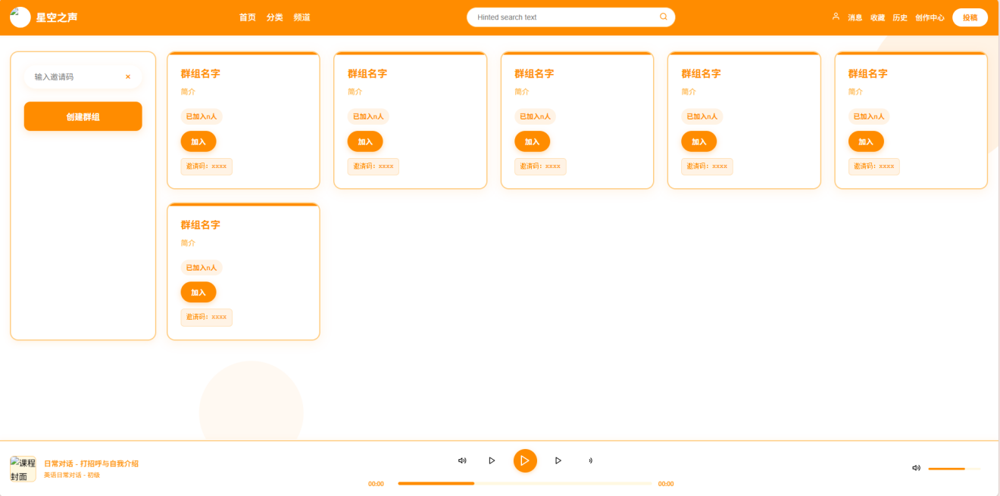 星空之声
首页 分类 频道
Hinted search text
消息 收藏 历史 创作中心 投稿
输入邀请码 ×
创建群组
群组名字
简介
已加入n人
加入
邀请码: xxxx
群组名字
简介
已加入n人
加入
邀请码: xxxx
群组名字
简介
已加入n人
加入
邀请码: xxxx
群组名字
简介
已加入n人
加入
邀请码: xxxx
群组名字
简介
已加入n人
加入
邀请码: xxxx
群组名字
简介
已加入n人
加入
邀请码: xxxx
课程
封面
日常对话 - 打招呼与自我介绍
英语日常对话 - 初级
00:00
00:00